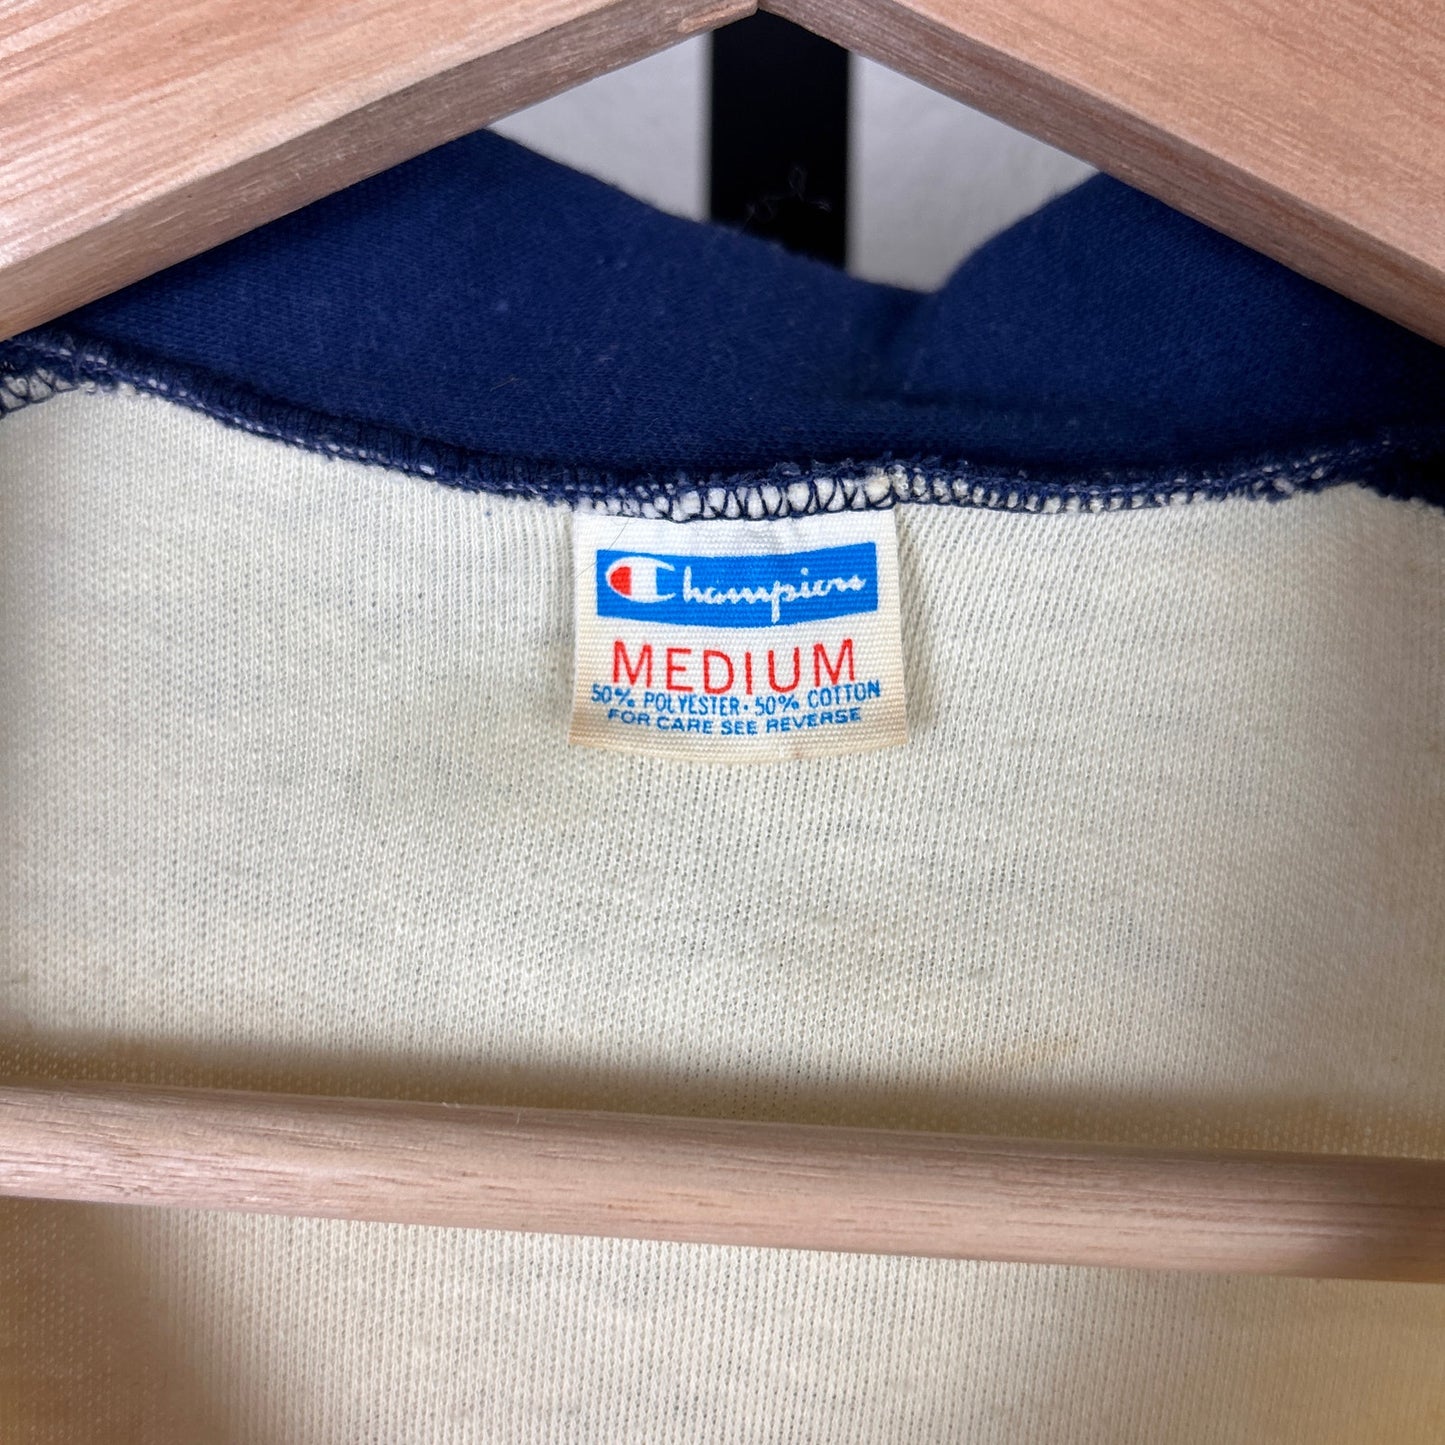 Champion
MEDIUM
50% POLYESTER • 50% COTTON
FOR CARE SEE REVERSE